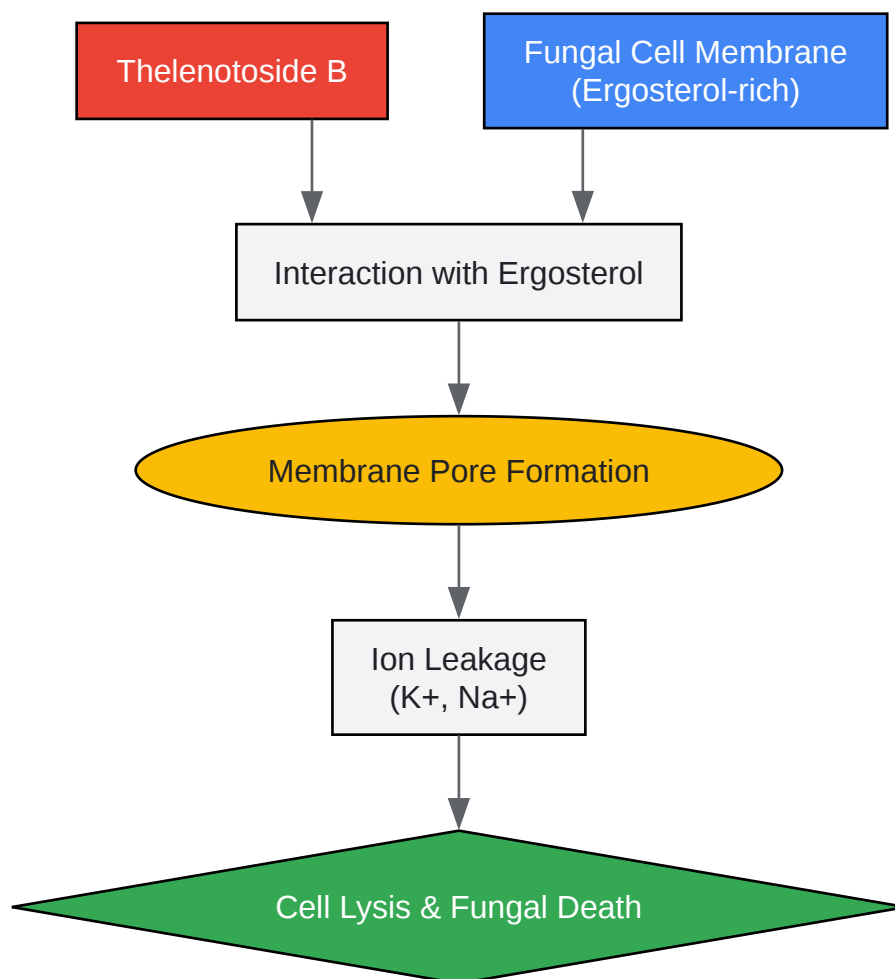 Thelenotoside B
Fungal Cell Membrane
(Ergosterol-rich)
Interaction with Ergosterol
Membrane Pore Formation
Ion Leakage
(K+, Na+)
Cell Lysis & Fungal Death